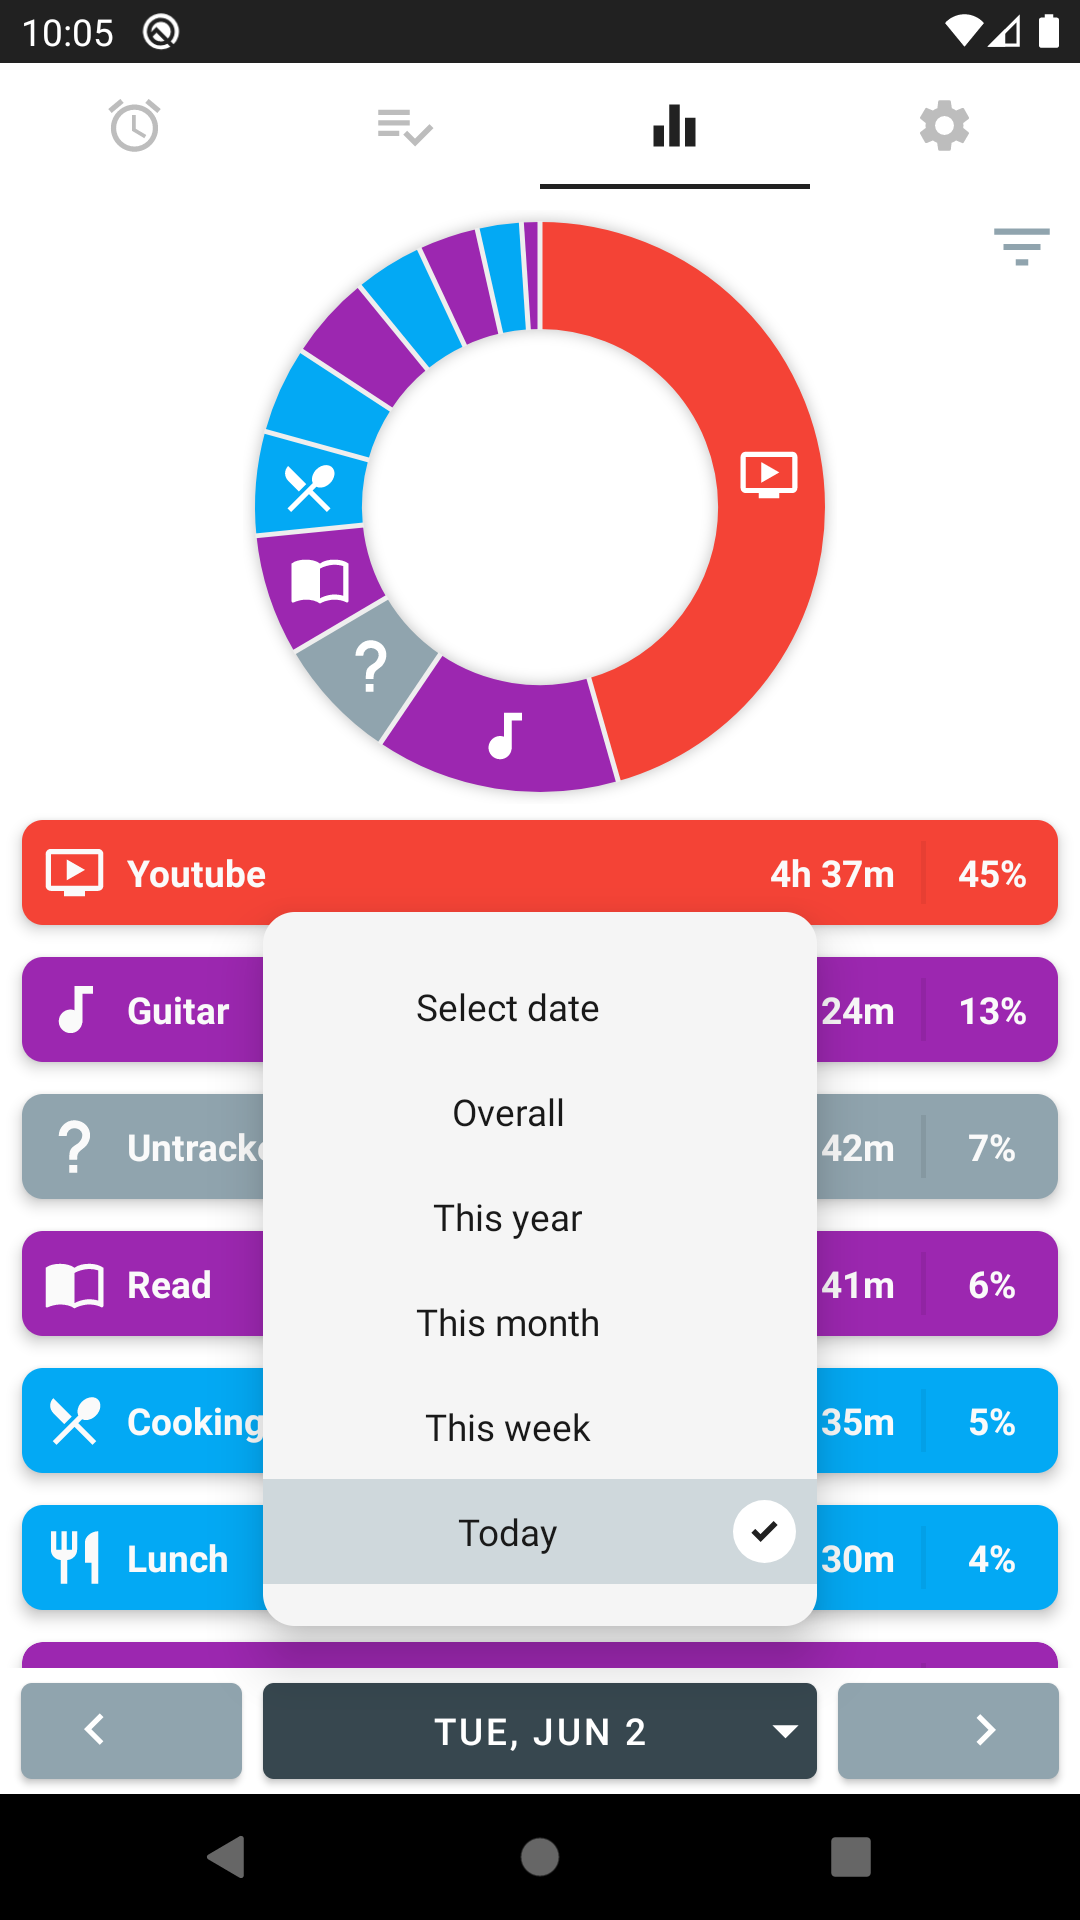 10:05
Youtube 4h 37m 45%
Select date
Guitar 24m 13%
Overall
42m 7%
This year
Read 41m 6%
This month
Cooking 35m 5%
This week
Today
Lunch 30m 4%
TUE, JUN 2